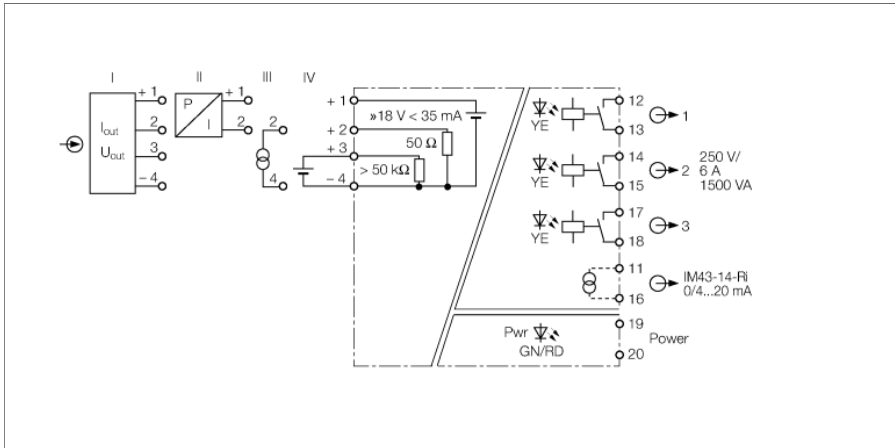 I II III IV
+ 1 + 1
P
I
I out
U out
2 2 2
3
- 4 4
+ 1
»18 V < 35 mA
+ 2
50 Ω
+ 3
> 50 kΩ
- 4
12
YE 1
13
14
YE 2 250 V/
6 A
15 1500 VA
17
YE 3
18
11
IM43-14-Ri
0/4...20 mA
16
19
Pwr
GN/RD
Power
20